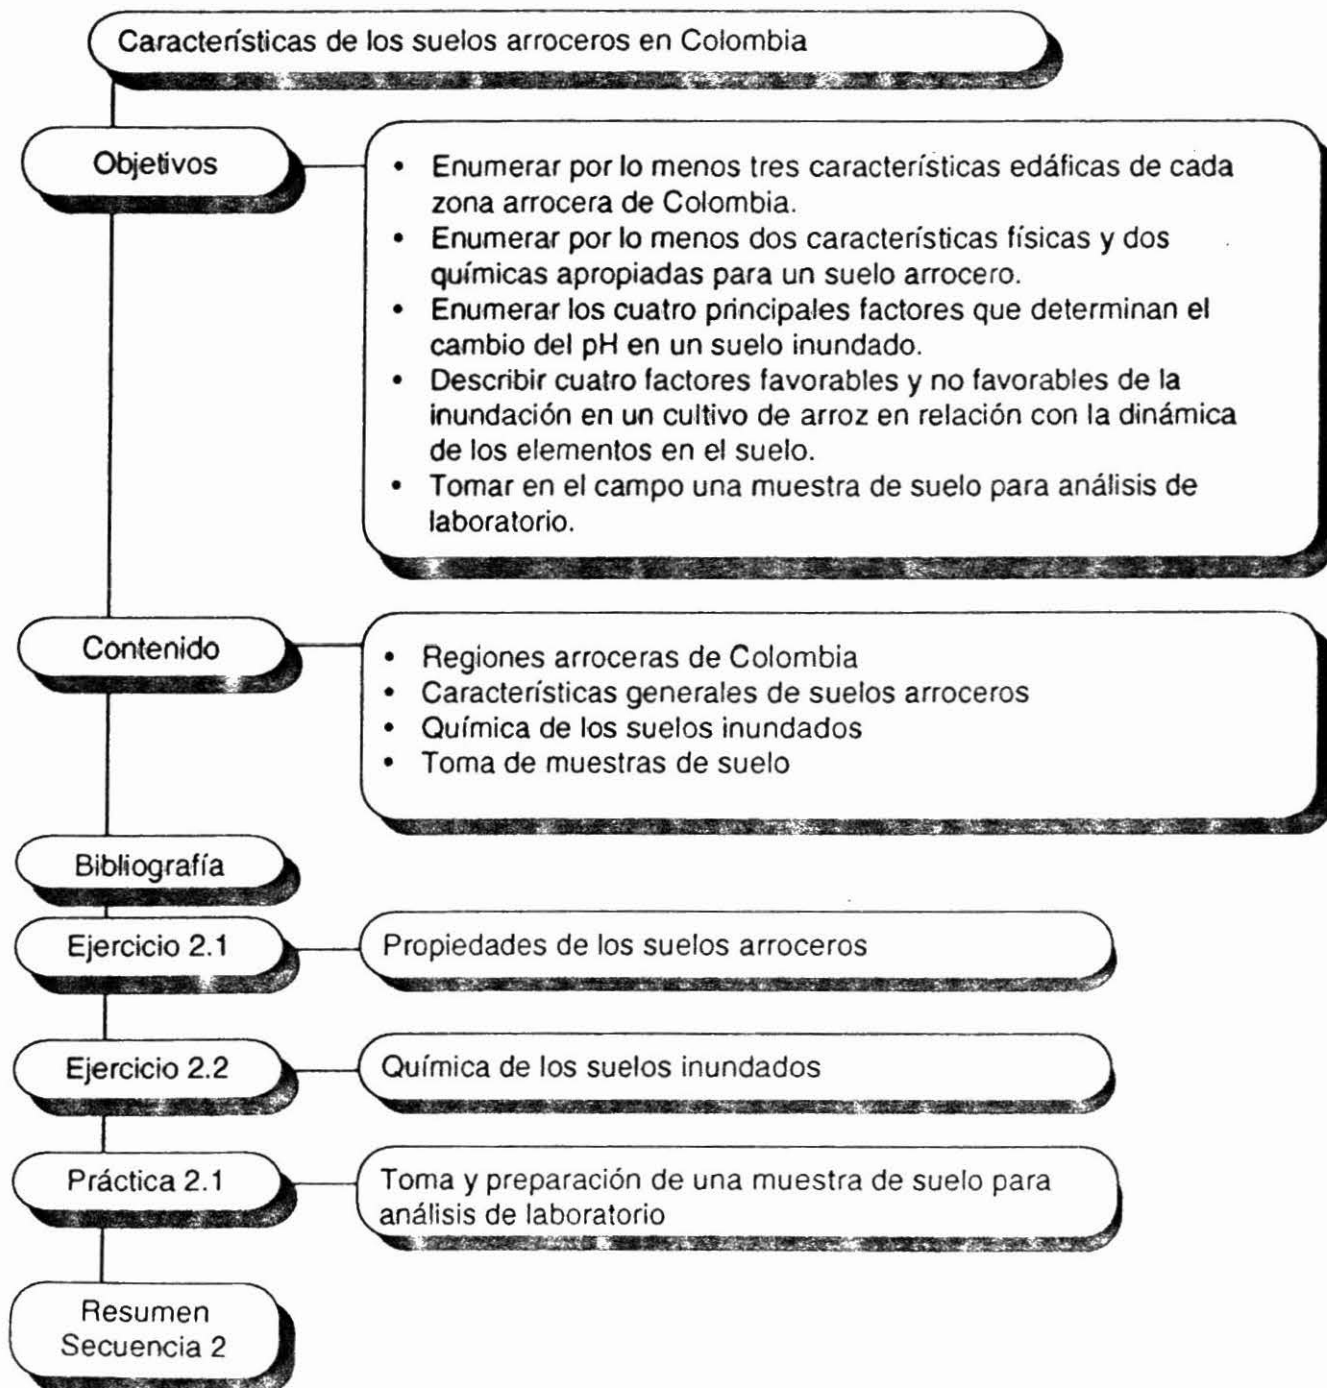 Características de los suelos arroceros en Colombia
Objetivos
• Enumerar por lo menos tres características edáficas de cada
zona arrocera de Colombia.
• Enumerar por lo menos dos características físicas y dos
químicas apropiadas para un suelo arrocero.
• Enumerar los cuatro principales factores que determinan el
cambio del pH en un suelo inundado.
• Describir cuatro factores favorables y no favorables de la
inundación en un cultivo de arroz en relación con la dinámica
de los elementos en el suelo.
• Tomar en el campo una muestra de suelo para análisis de
laboratorio.
Contenido
• Regiones arroceras de Colombia
• Características generales de suelos arroceros
• Química de los suelos inundados
• Toma de muestras de suelo
Bibliografía
Ejercicio 2.1
Propiedades de los suelos arroceros
Ejercicio 2.2
Química de los suelos inundados
Práctica 2.1
Toma y preparación de una muestra de suelo para
análisis de laboratorio
Resumen
Secuencia 2